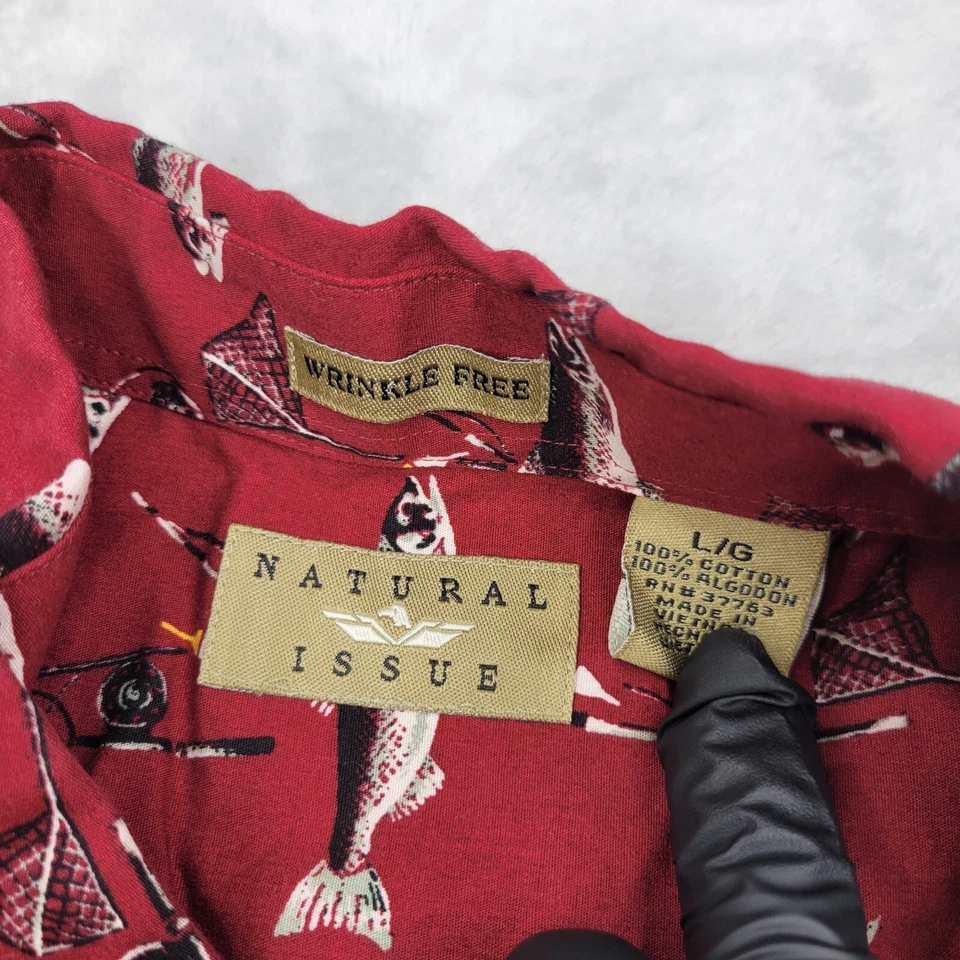 WRINKLE FREE
NATURAL
ISSUE
L/G
100% COTTON
100% ALGODON
RN# 37763
MADE IN